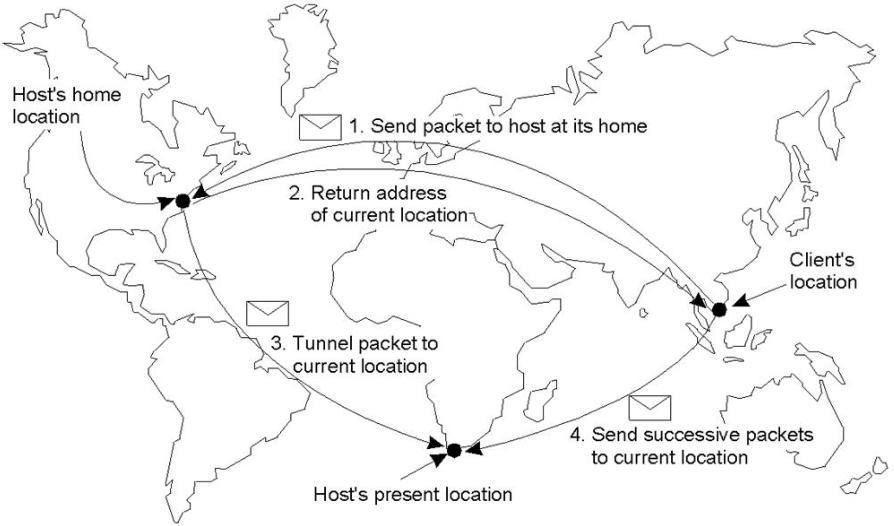 Host's home
location
1. Send packet to host at its home
2. Return address
of current location
Client's
location
3. Tunnel packet to
current location
4. Send successive packets
to current location
Host's present location